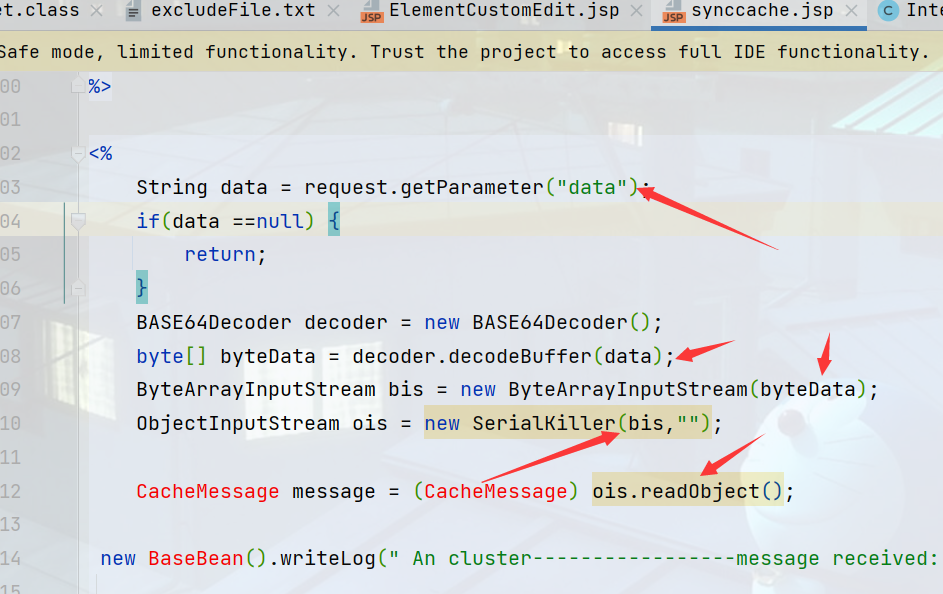 et.class excludeFile.txt ElementCustomEdit.jsp synccache.jsp C Inte
Safe mode, limited functionality. Trust the project to access full IDE functionality.
00 %>
01
02 <%
03 String data = request.getParameter("data");
04 if(data ==null) {
05 return;
06 }
07 BASE64Decoder decoder = new BASE64Decoder();
08 byte[] byteData = decoder.decodeBuffer(data);
09 ByteArrayInputStream bis = new ByteArrayInputStream(byteData);
10 ObjectInputStream ois = new SerialKiller(bis,"");
11
12 CacheMessage message = (CacheMessage) ois.readObject();
13
14 new BaseBean().writeLog(" An cluster-----------------message received:
15